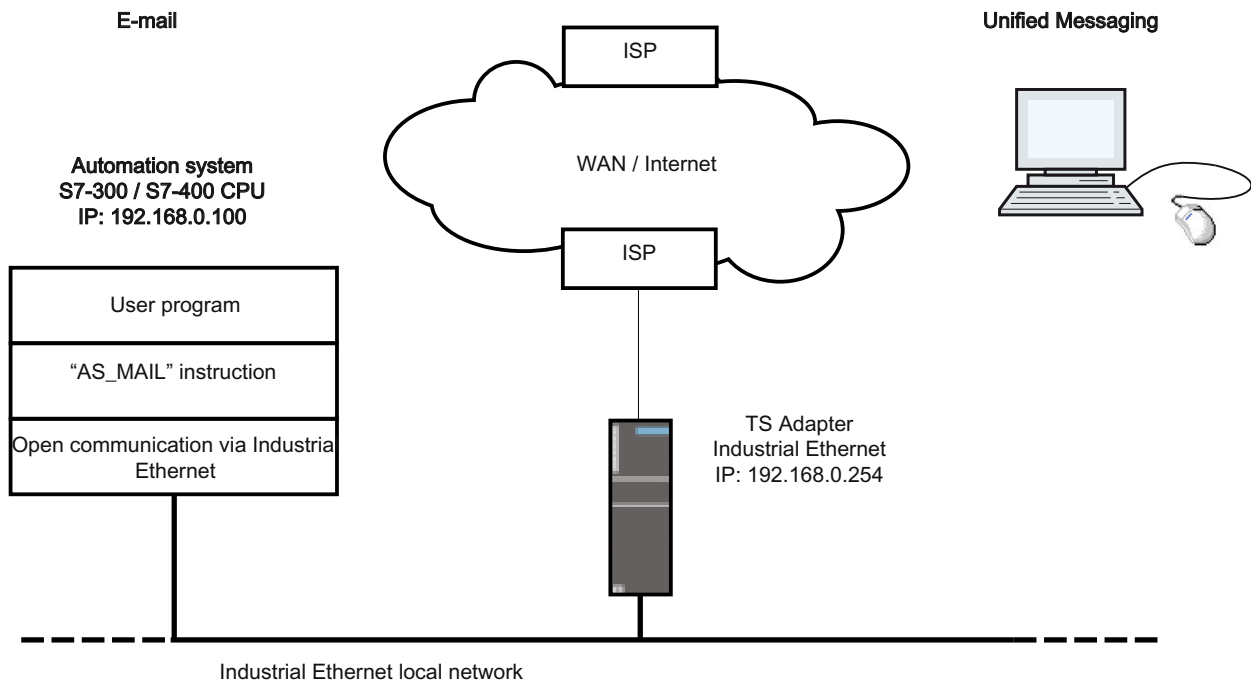 E-mail
Unified Messaging
ISP
WAN / Internet
ISP
Automation system
S7-300 / S7-400 CPU
IP: 192.168.0.100
User program
“AS_MAIL” instruction
Open communication via Industria
Ethernet
TS Adapter
Industrial Ethernet
IP: 192.168.0.254
Industrial Ethernet local network